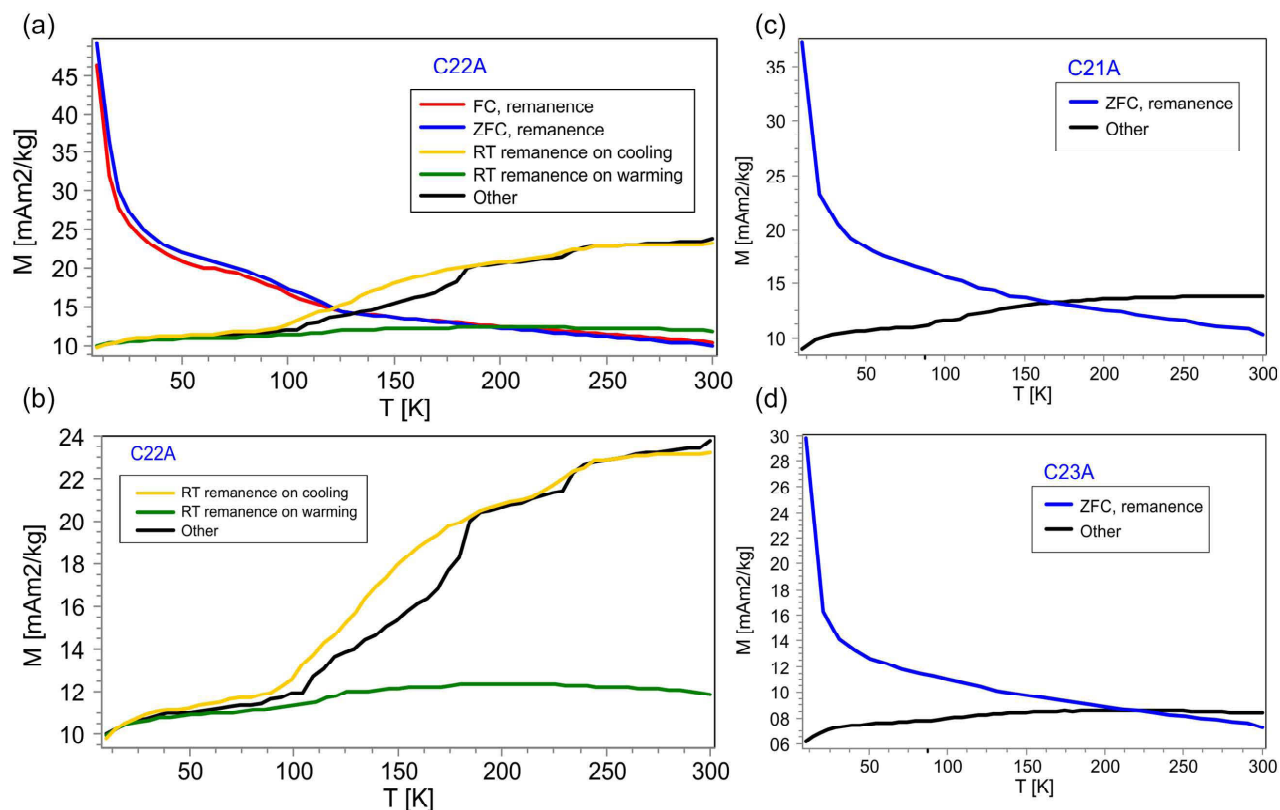 (a)
C22A
FC, remanence
ZFC, remanence
RT remanence on cooling
RT remanence on warming
Other
M [mAm2/kg]
45
40
35
30
25
20
15
10
50
100
150
200
250
300
T [K]
(b)
C22A
RT remanence on cooling
RT remanence on warming
Other
M [mAm2/kg]
24
22
20
18
16
14
12
10
50
100
150
200
250
300
T [K]
(c)
C21A
ZFC, remanence
Other
M [mAm2/kg]
35
30
25
20
15
10
50
100
150
200
250
300
T [K]
(d)
C23A
ZFC, remanence
Other
M [mAm2/kg]
30
28
26
24
22
20
18
16
14
12
10
08
06
50
100
150
200
250
300
T [K]